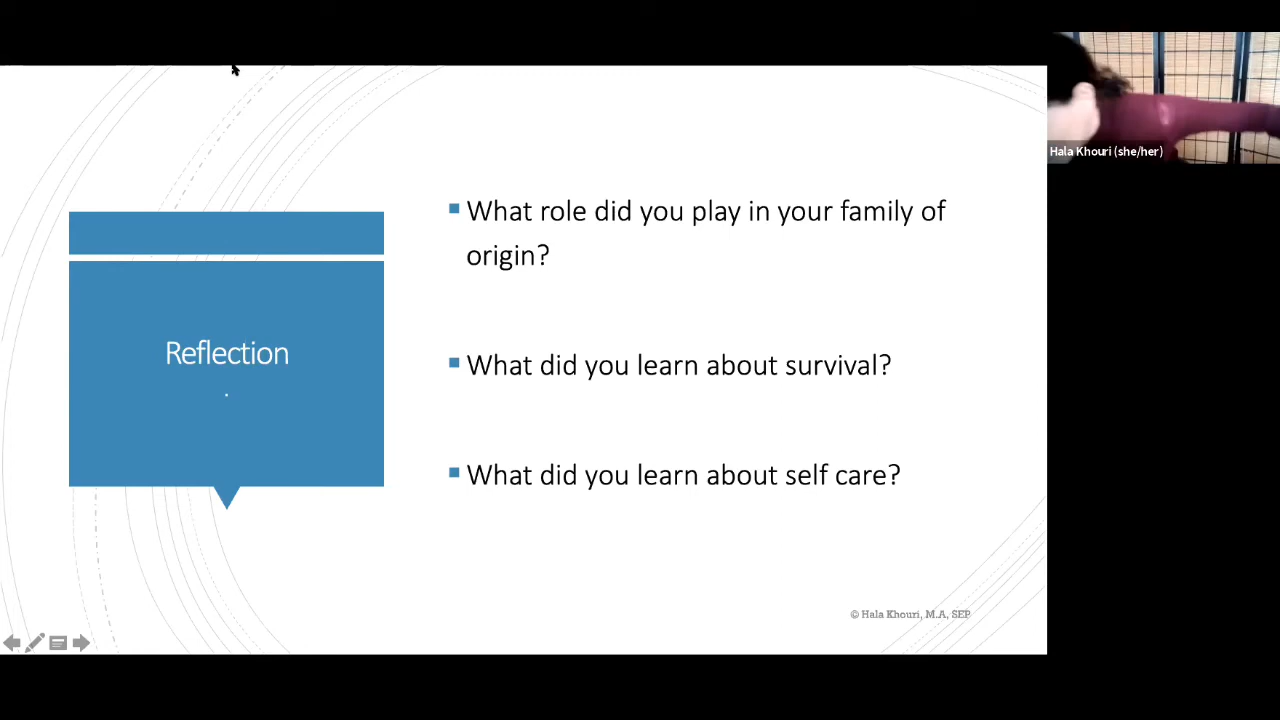 Hala Khouri (she/her)
What role did you play in your family of
origin?
Reflection
.
What did you learn about survival?
What did you learn about self care?
© Hala Khouri, M.A, SEP